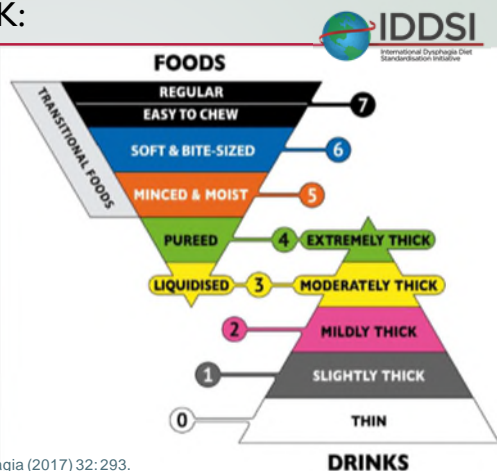 K:
IDDSI
International Dysphagia Diet
Standardisation Initiative
FOODS
TRANSITIONAL FOODS
REGULAR
EASY TO CHEW
7
SOFT & BITE-SIZED
6
MINCED & MOIST
5
PUREED
4
EXTREMELY THICK
LIQUIDISED
3
MODERATELY THICK
2
MILDLY THICK
1
SLIGHTLY THICK
0
THIN
DRINKS
agia (2017) 32:293.